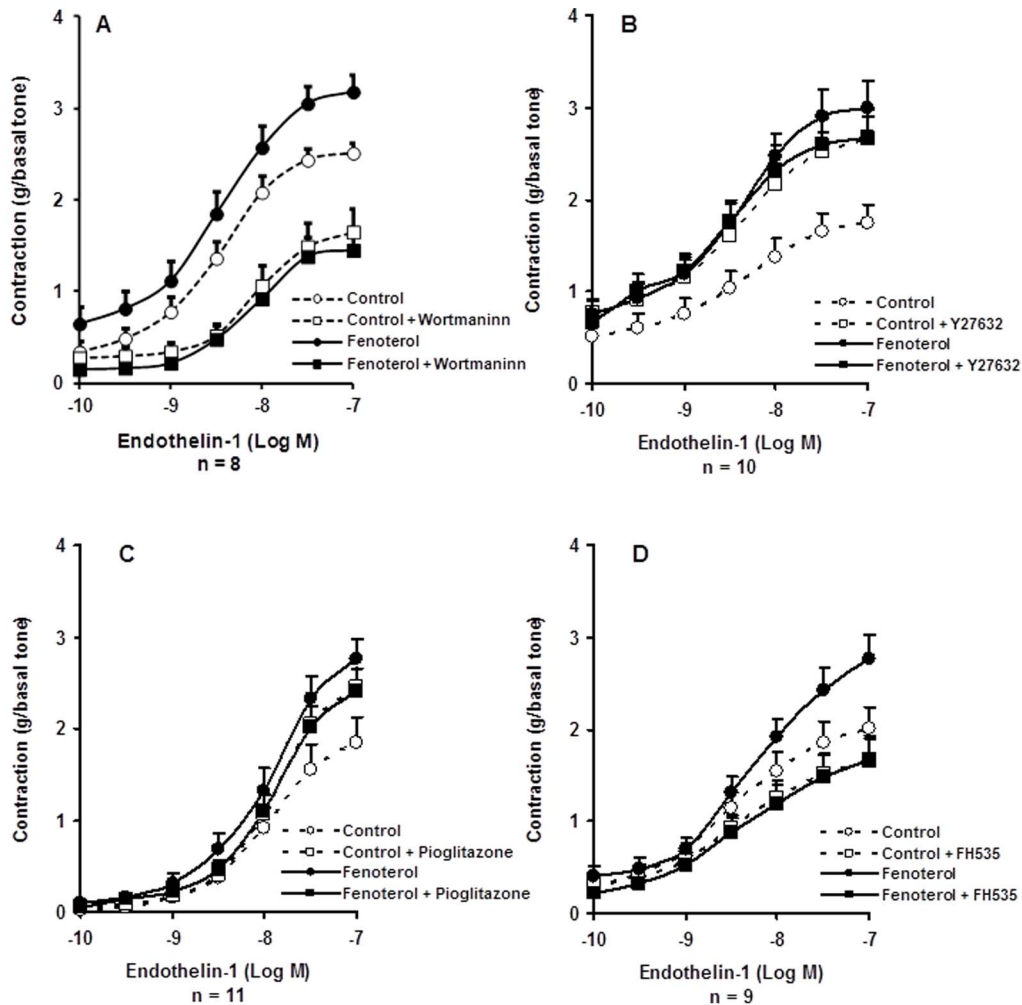 A
Contraction (g/basal tone)
4
3
2
1
0
-10
-9
-8
-7
Control
Control + Wortmaninn
Fenoterol
Fenoterol + Wortmaninn
Endothelin-1 (Log M)
n = 8
B
Contraction (g/basal tone)
4
3
2
1
0
-10
-9
-8
-7
Control
Control + Y27632
Fenoterol
Fenoterol + Y27632
Endothelin-1 (Log M)
n = 10
C
Contraction (g/basal tone)
4
3
2
1
0
-10
-9
-8
-7
Control
Control + Pioglitazone
Fenoterol
Fenoterol + Pioglitazone
Endothelin-1 (Log M)
n = 11
D
Contraction (g/basal tone)
4
3
2
1
0
-10
-9
-8
-7
Control
Control + FH535
Fenoterol
Fenoterol + FH535
Endothelin-1 (Log M)
n = 9